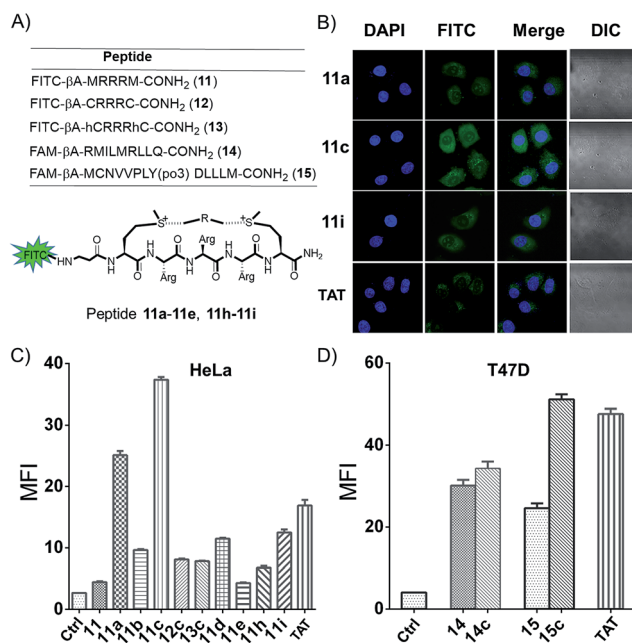 A)
Peptide
FITC-βA-MRRRM-CONH₂ (11)
FITC-βA-CRRRC-CONH₂ (12)
FITC-βA-hCRRRhC-CONH₂ (13)
FAM-βA-RMILMRLLQ-CONH₂ (14)
FAM-βA-MCNVVPLY(po3) DLLLM-CONH₂ (15)
S⁺ R S⁺
FITC HN O H N O Arg N H Arg O H N Arg O N H O NH₂
Peptide 11a-11e, 11h-11i
B)
DAPI FITC Merge DIC
11a
11c
11i
TAT
C)
HeLa
MFI
40
30
20
10
0
Ctrl 11 11a 11b 11c 12c 13c 11d 11e 11h 11i TAT
D)
T47D
MFI
60
40
20
0
Ctrl 14 14c 15 15c TAT